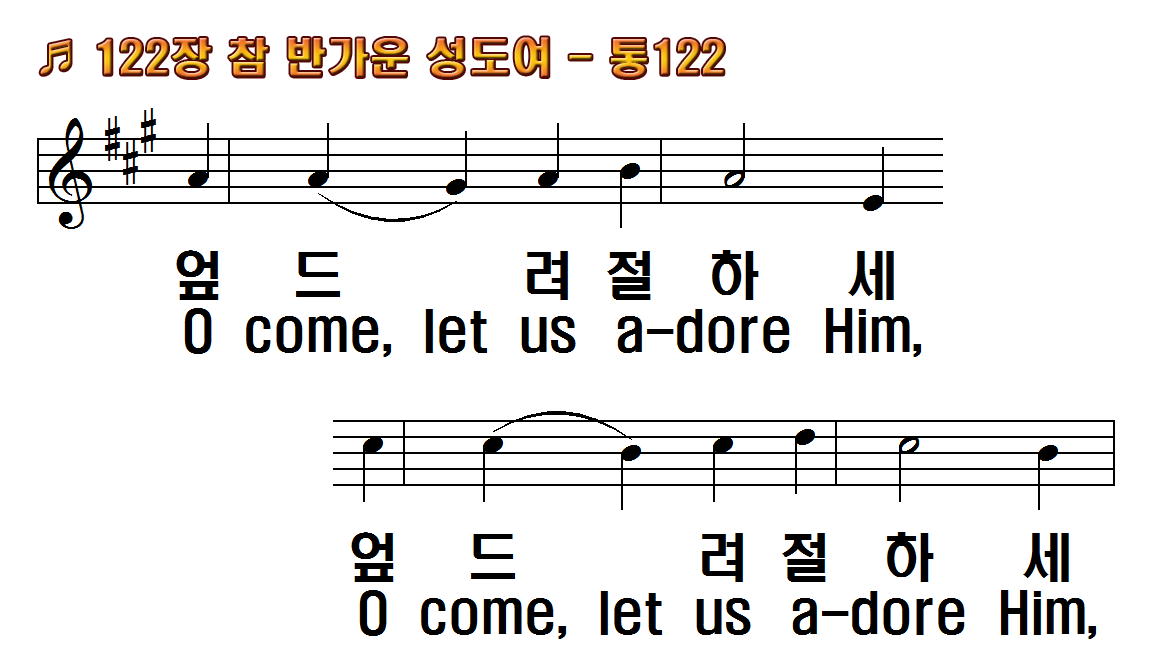 ♬ 122장 참 반가운 성도여 - 통122
엎 드 려 절 하 세
O come, let us a-dore Him,
엎 드 려 절 하 세
O come, let us a-dore Him,